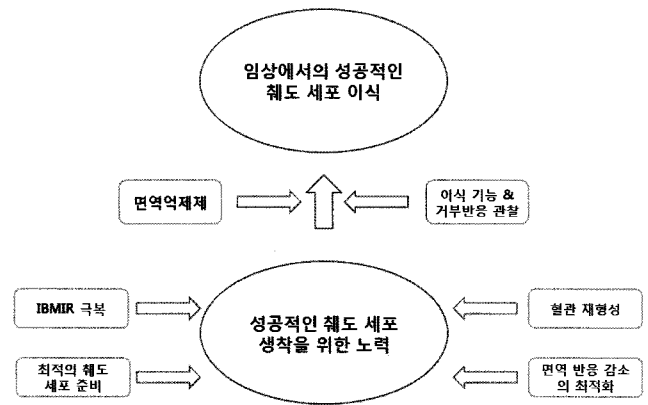 임상에서의 성공적인
췌도 세포 이식
면역억제제
이식 기능 &
거부반응 관찰
IBMIR 극복
성공적인 췌도 세포
생착을 위한 노력
혈관 재형성
최적의 췌도
세포 준비
면역 반응 감소
의 최적화